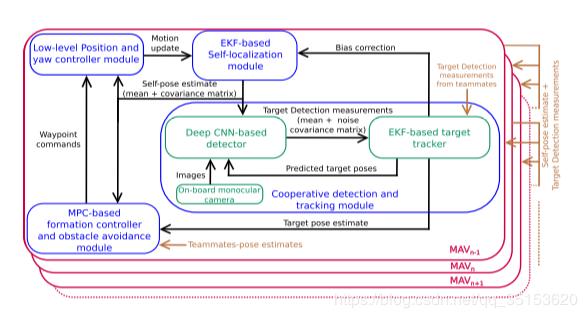 Low-level Position and
yaw controller module
Motion
update
EKF-based
Self-localization
module
Bias correction
Target Detection
measurements
from teammates
Self-pose estimate
(mean + covariance matrix)
Target Detection measurements
(mean + noise
covariance matrix)
Deep CNN-based
detector
EKF-based target
tracker
Waypoint
commands
Images
Predicted target poses
On-board monocular
camera
Cooperative detection and
tracking module
MPC-based
formation controller
and obstacle avoidance
module
Target pose estimate
Teammates-pose estimates
MAVn-1
MAVn
MAVn+1
Self-pose estimate +
Target Detection measurements
https://blog.csdn.net/qq_35153620